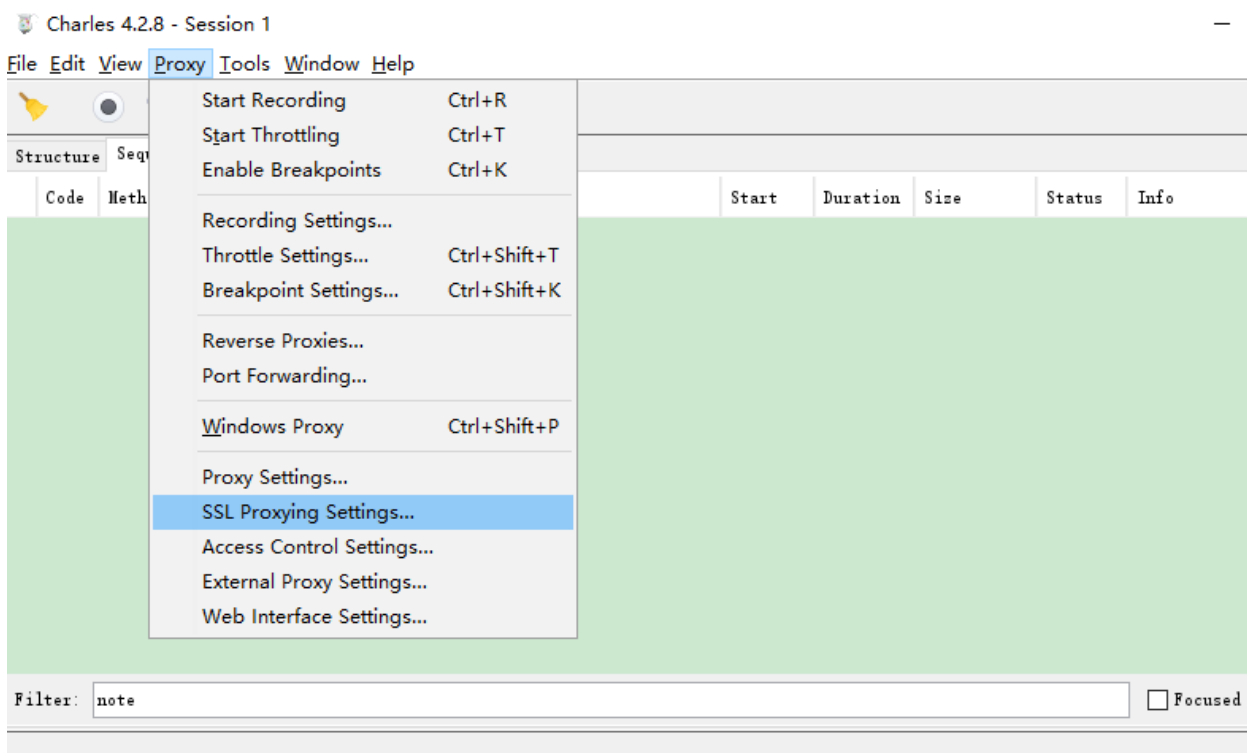 Charles 4.2.8 - Session 1
File Edit View Proxy Tools Window Help
Start Recording Ctrl+R
Start Throttling Ctrl+T
Enable Breakpoints Ctrl+K
Structure Sequ
Code Meth Start Duration Size Status Info
Recording Settings...
Throttle Settings... Ctrl+Shift+T
Breakpoint Settings... Ctrl+Shift+K
Reverse Proxies...
Port Forwarding...
Windows Proxy Ctrl+Shift+P
Proxy Settings...
SSL Proxying Settings...
Access Control Settings...
External Proxy Settings...
Web Interface Settings...
Filter: note Focused